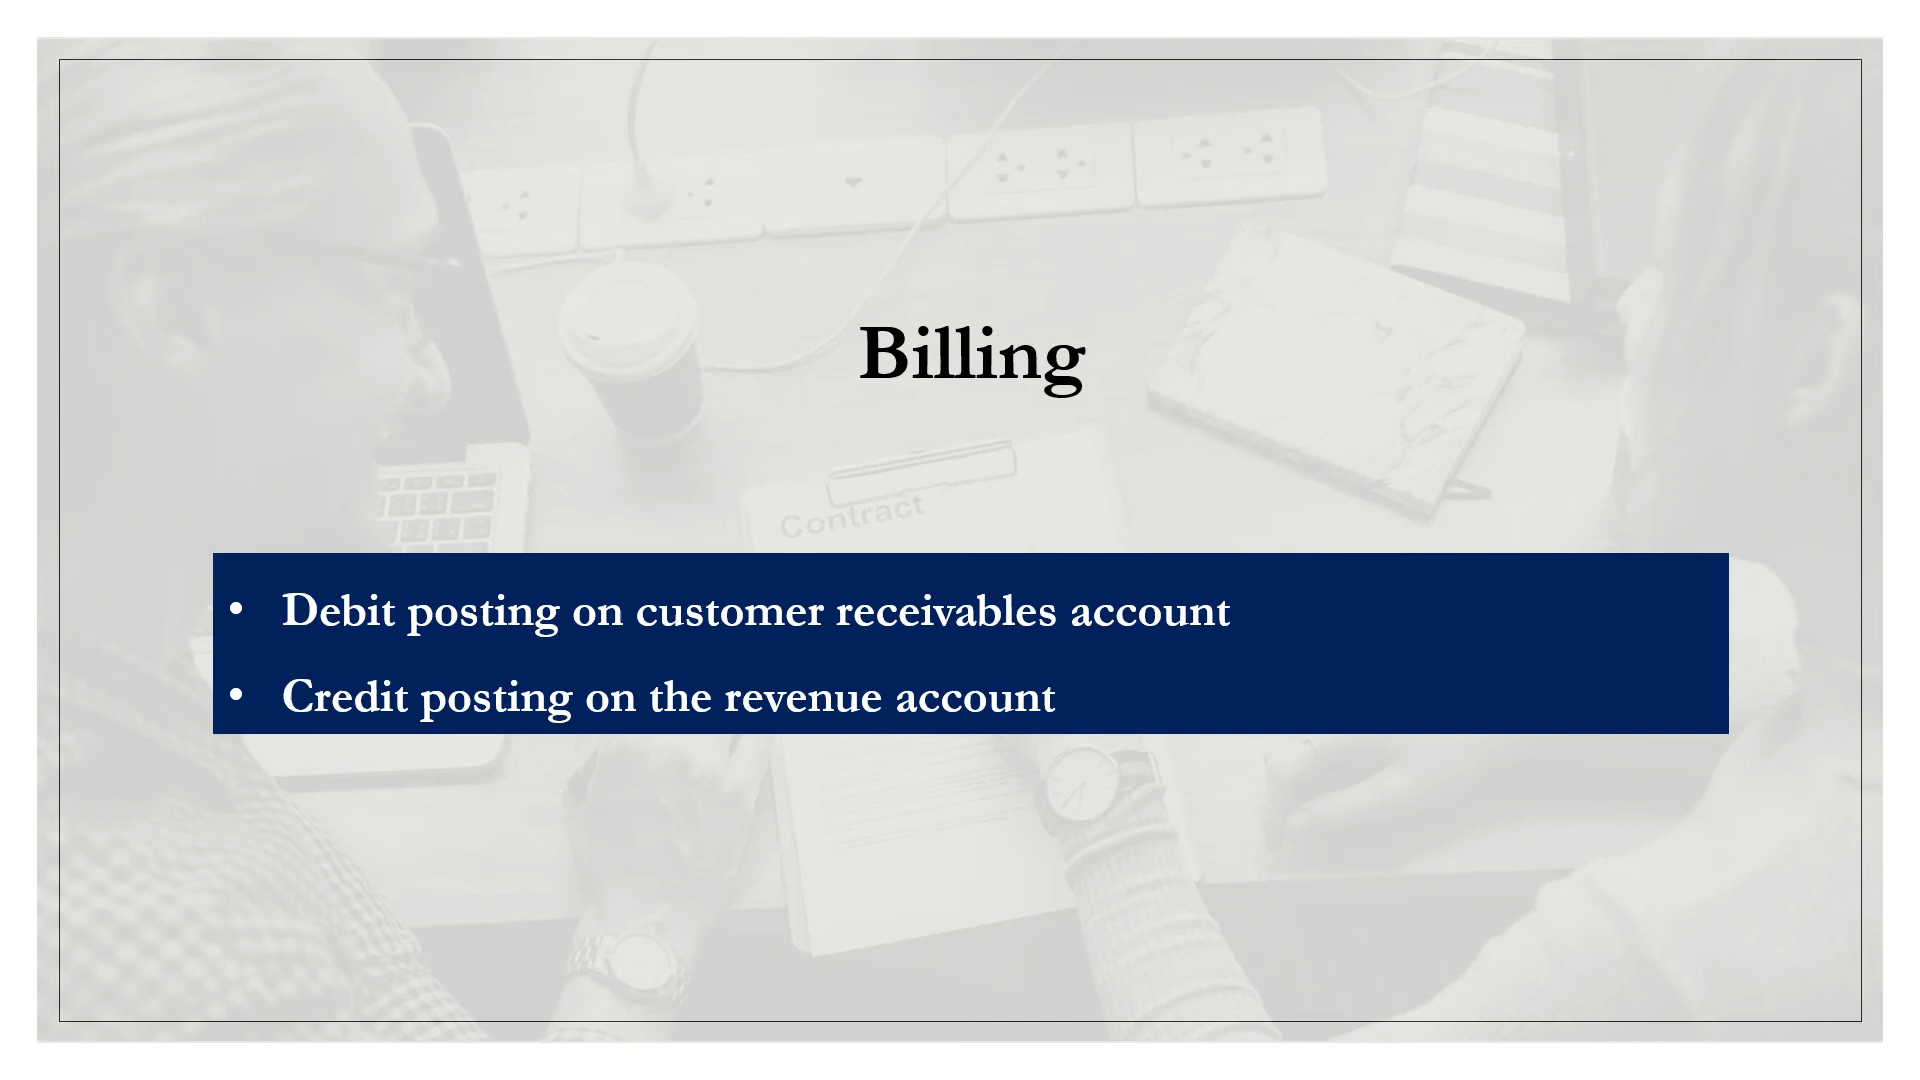 Billing
Contract
• Debit posting on customer receivables account
• Credit posting on the revenue account